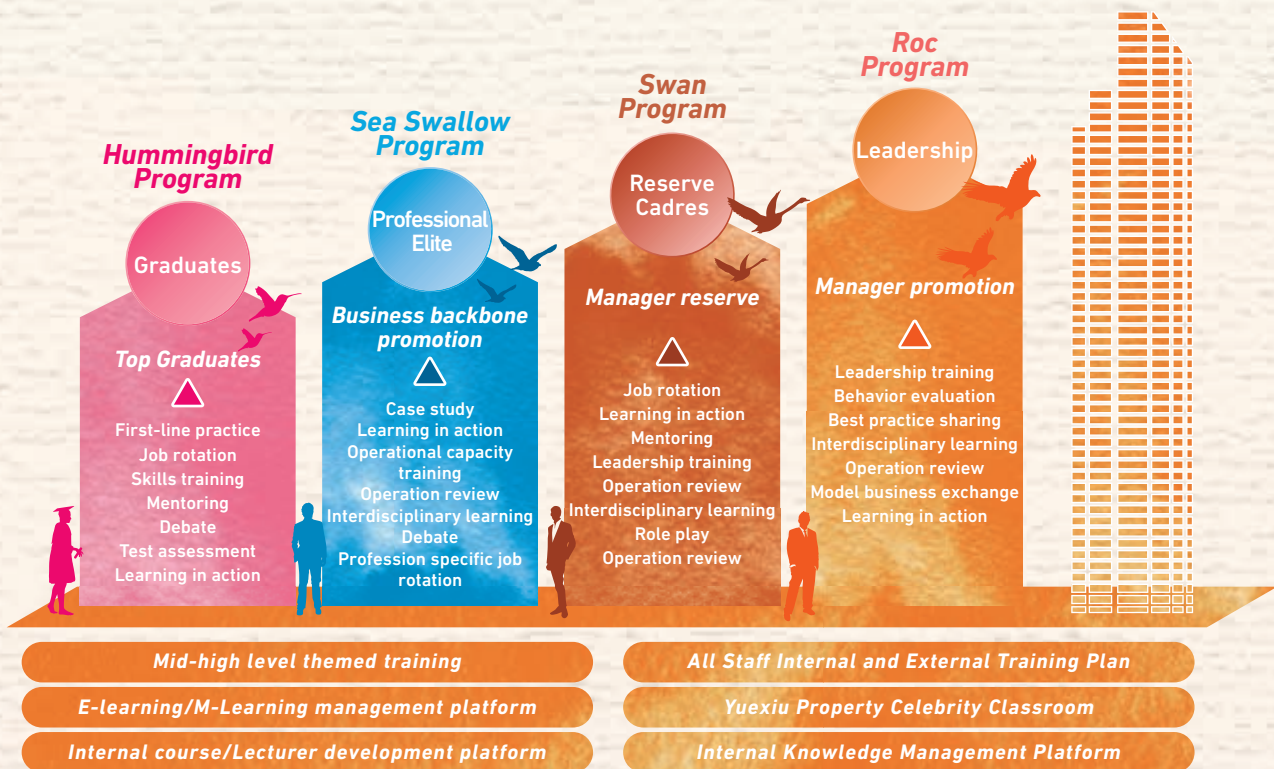 Hummingbird
Program
Graduates
Top Graduates
First-line practice
Job rotation
Skills training
Mentoring
Debate
Test assessment
Learning in action
Sea Swallow
Program
Professional
Elite
Business backbone
promotion
Case study
Learning in action
Operational capacity
training
Operation review
Interdisciplinary learning
Debate
Profession specific job
rotation
Swan
Program
Reserve
Cadres
Manager reserve
Job rotation
Learning in action
Mentoring
Leadership training
Operation review
Interdisciplinary learning
Role play
Operation review
Roc
Program
Leadership
Manager promotion
Leadership training
Behavior evaluation
Best practice sharing
Interdisciplinary learning
Operation review
Model business exchange
Learning in action
Mid-high level themed training
All Staff Internal and External Training Plan
E-learning/M-Learning management platform
Yuexiu Property Celebrity Classroom
Internal course/Lecturer development platform
Internal Knowledge Management Platform